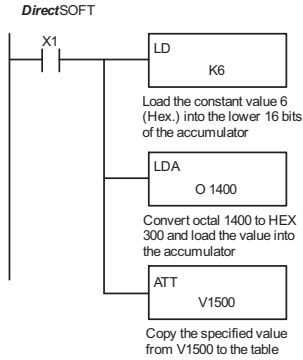 DirectSOFT
X1
LD
K6
Load the constant value 6
(Hex.) into the lower 16 bits
of the accumulator
LDA
O 1400
Convert octal 1400 to HEX
300 and load the value into
the accumulator
ATT
V1500
Copy the specified value
from V1500 to the table